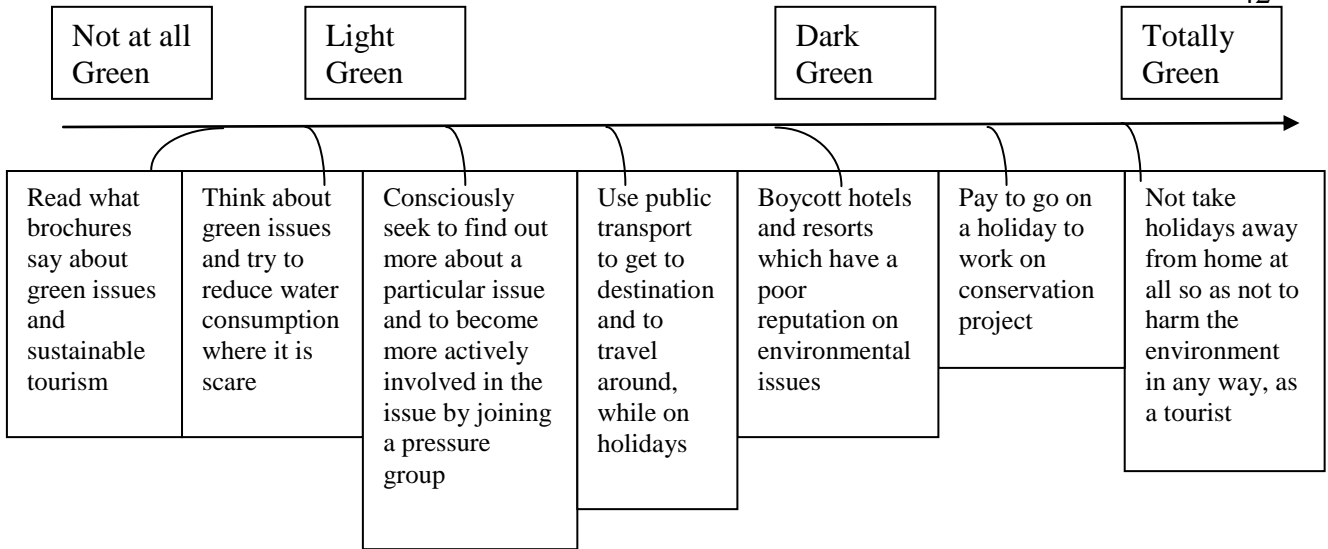 Not at all
Green
Light
Green
Dark
Green
Totally
Green
Read what
brochures
say about
green issues
and
sustainable
tourism
Think about
green issues
and try to
reduce water
consumption
where it is
scare
Consciously
seek to find out
more about a
particular issue
and to become
more actively
involved in the
issue by joining
a pressure
group
Use public
transport
to get to
destination
and to
travel
around,
while on
holidays
Boycott hotels
and resorts
which have a
poor
reputation on
environmental
issues
Pay to go on
a holiday to
work on
conservation
project
Not take
holidays away
from home at
all so as not to
harm the
environment
in any way, as
a tourist